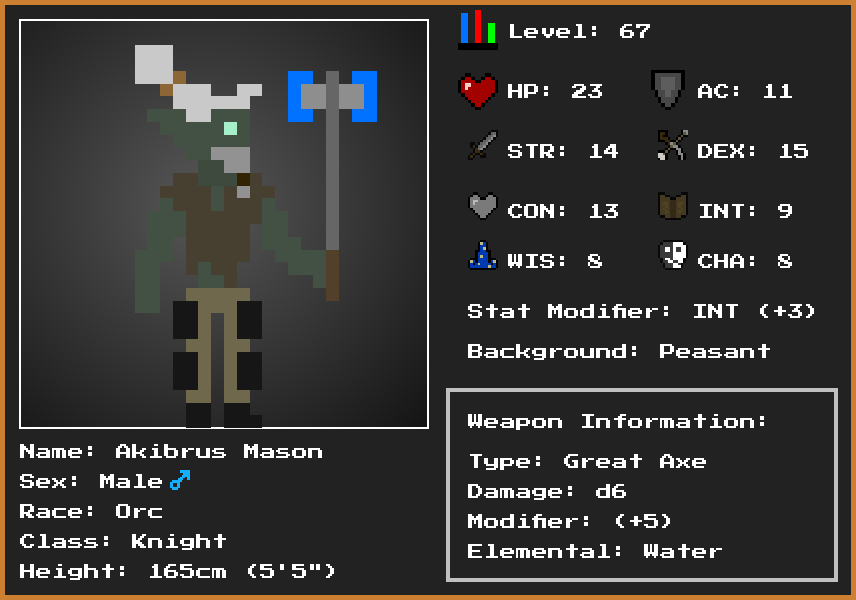 Level: 67
HP: 23 AC: 11
STR: 14 DEX: 15
CON: 13 INT: 9
WIS: 8 CHA: 8
Stat Modifier: INT (+3)
Background: Peasant
Weapon Information:
Type: Great Axe
Damage: d6
Modifier: (+5)
Elemental: Water
Name: Akibrus Mason
Sex: Male ♂
Race: Orc
Class: Knight
Height: 165cm (5'5")